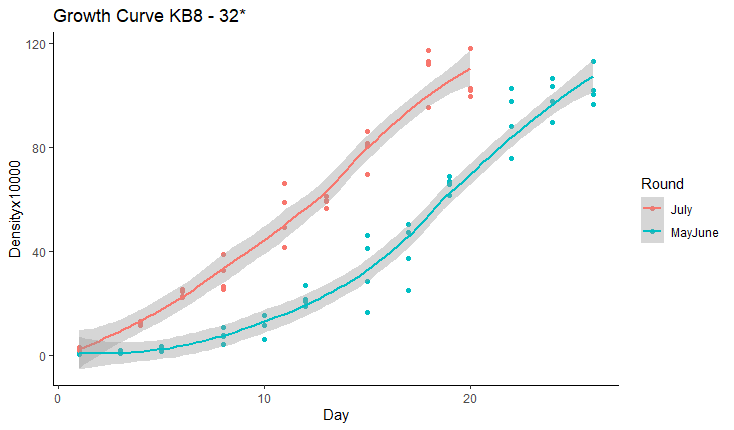 Growth Curve KB8 - 32*
Densityx10000
120
80
40
0
0
10
20
Day
Round
July
MayJune